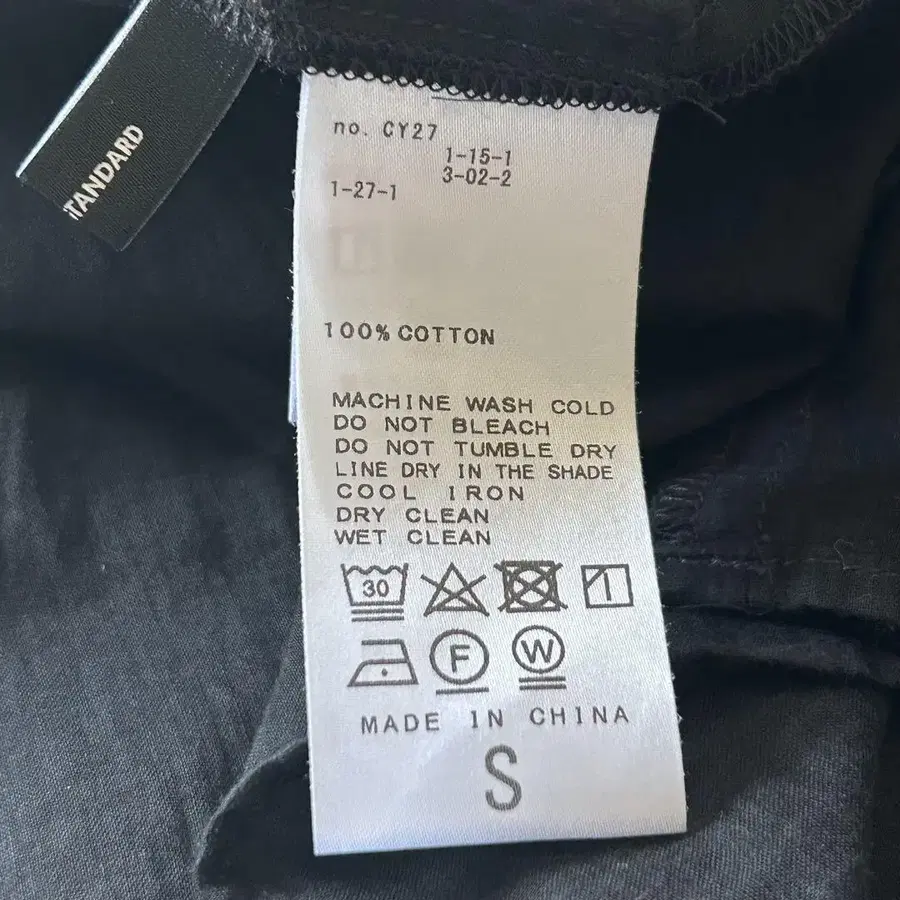 TANDARD
no. CY27
1-15-1
3-02-2
1-27-1
100% COTTON
MACHINE WASH COLD
DO NOT BLEACH
DO NOT TUMBLE DRY
LINE DRY IN THE SHADE
COOL IRON
DRY CLEAN
WET CLEAN
30
F
W
MADE IN CHINA
S